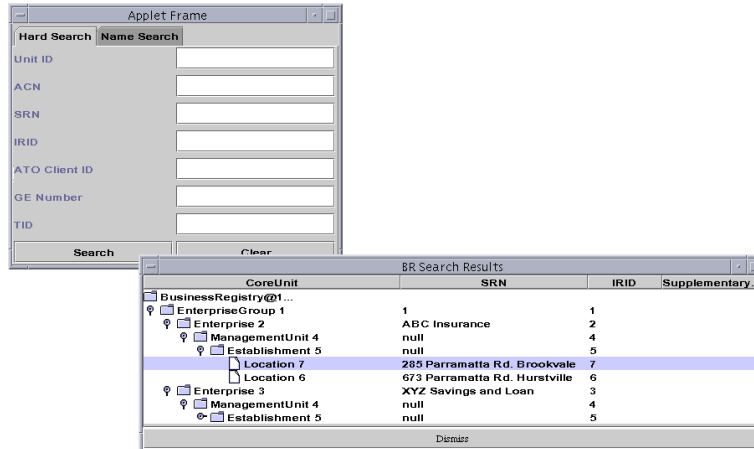 Applet Frame
Hard Search Name Search
Unit ID
ACN
SRN
IRID
ATO Client ID
GE Number
TID
Search Clear
BR Search Results
CoreUnit SRN IRID Supplementary...
BusinessRegistry@1...
EnterpriseGroup 1 1 1
Enterprise 2 ABC Insurance 2
ManagementUnit 4 null 4
Establishment 5 null 5
Location 7 285 Parramatta Rd. Brookvale 7
Location 6 673 Parramatta Rd. Hurstville 6
Enterprise 3 XYZ Savings and Loan 3
ManagementUnit 4 null 4
Establishment 5 null 5
Dismiss